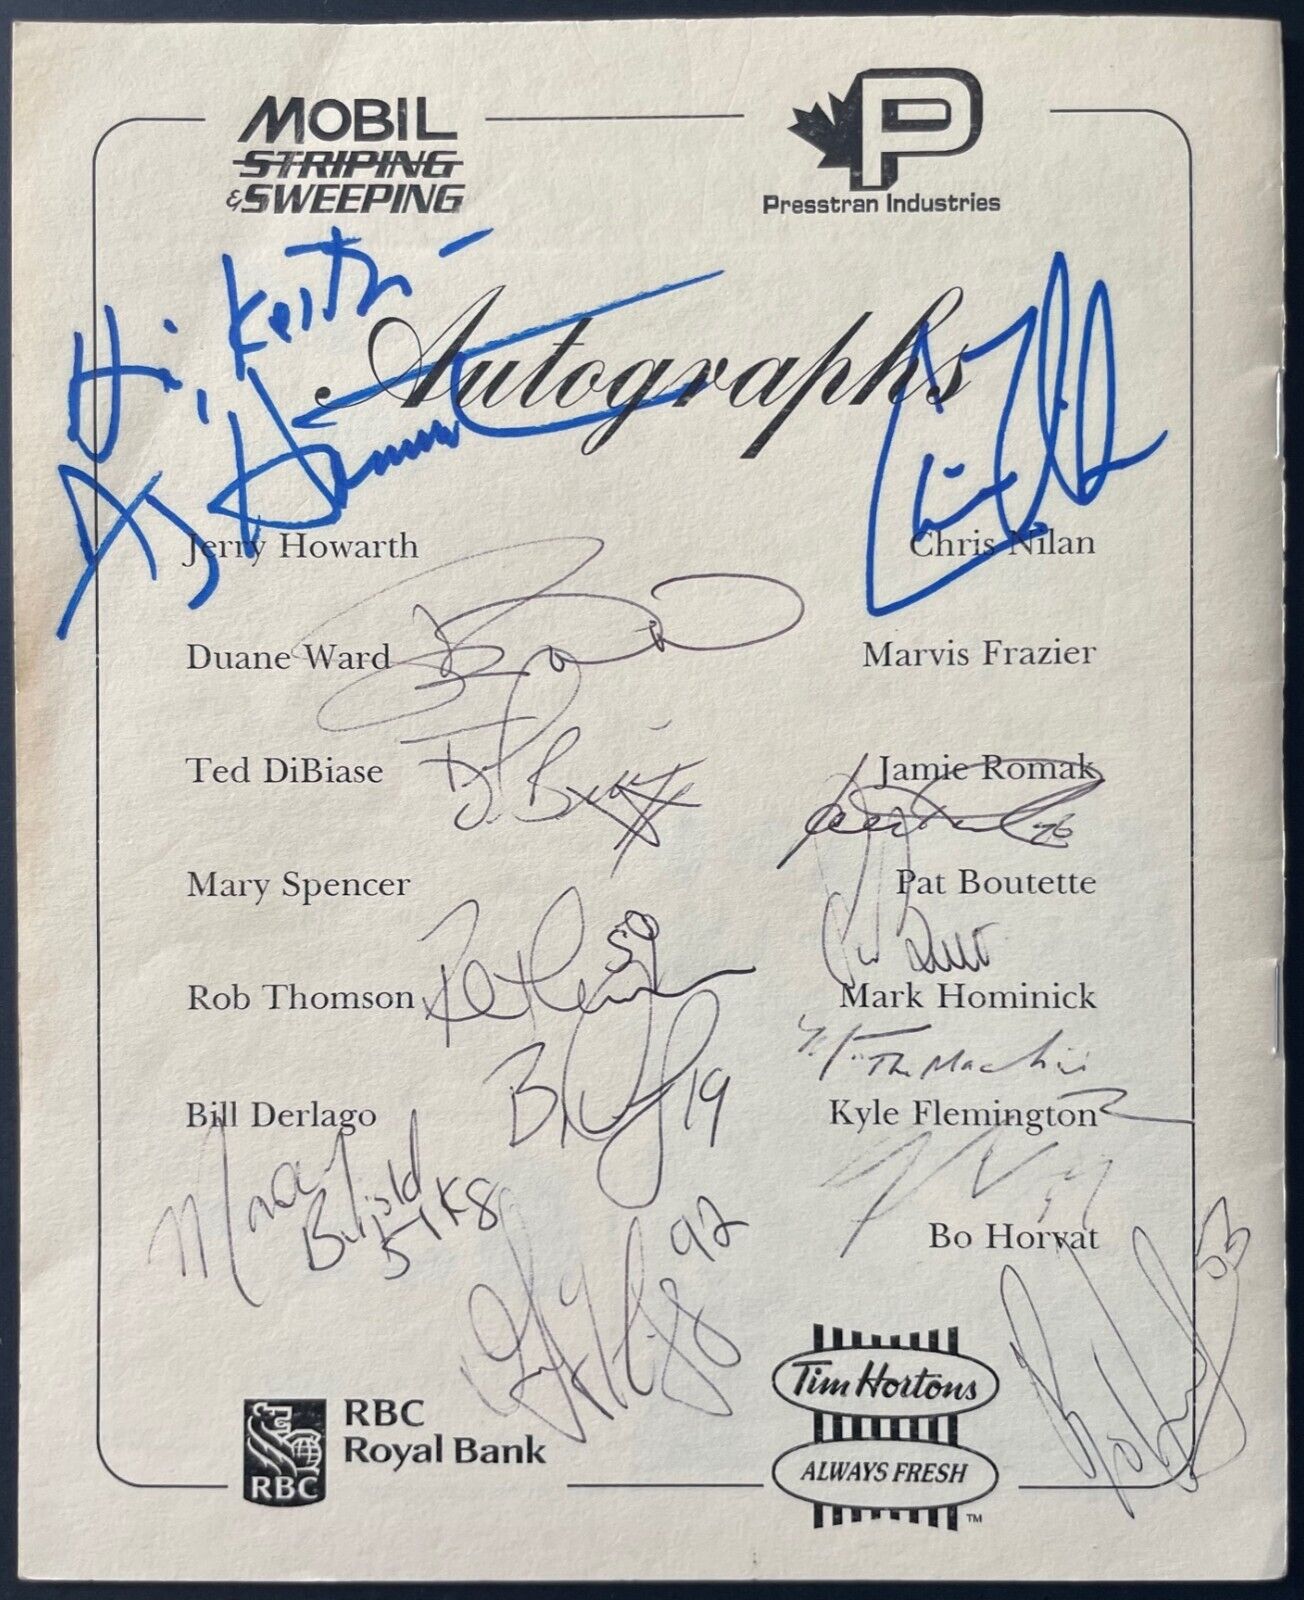 MOBIL
STRIPING
& SWEEPING
P
Presstran Industries
Hi, Keith -
Autographs
Jerry Howarth
Chris Nilan
Duane Ward
Marvis Frazier
Ted DiBiase
Jamie Romak
Mary Spencer
Pat Boutette
50
Rob Thomson
Mark Hominick
"The Machine"
19
Bill Derlago
Kyle Flemington
Bo Horvat
92
53
Tim Hortons
RBC
Royal Bank
RBC
ALWAYS FRESH
TM